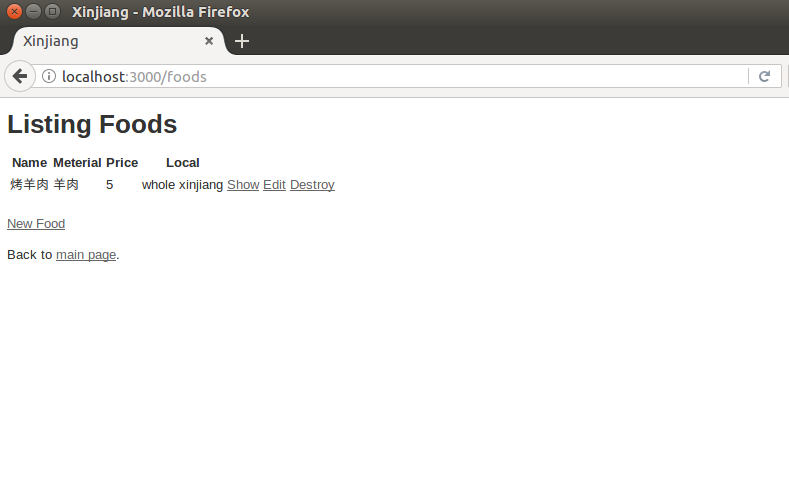 Xinjiang - Mozilla Firefox
Xinjiang
localhost:3000/foods
Listing Foods
Name Meterial Price Local
烤羊肉 羊肉 5 whole xinjiang Show Edit Destroy
New Food
Back to main page.